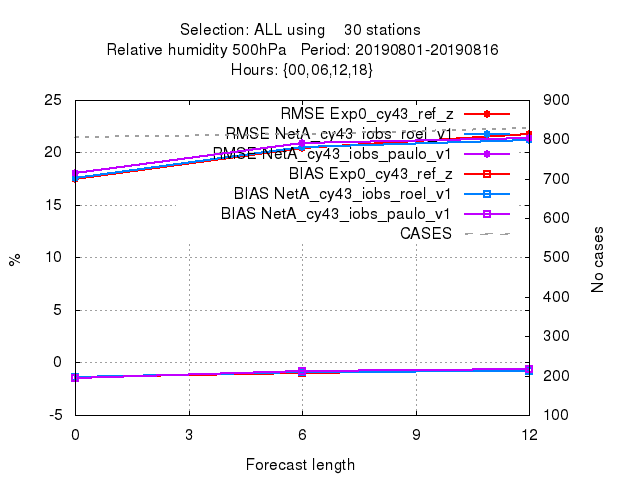 Selection: ALL using 30 stations
Relative humidity 500hPa Period: 20190801-20190816
Hours: {00,06,12,18}
25 900
RMSE Exp0_cy43_ref_z
20 RMSE NetA_cy43_iobs_roel_v1 800
RMSE NetA_cy43_iobs_paulo_v1
BIAS Exp0_cy43_ref_z 700
15 BIAS NetA_cy43_iobs_roel_v1
BIAS NetA_cy43_iobs_paulo_v1 600
CASES
% 10 500 No cases
400
5
300
0
200
-5 100
0 3 6 9 12
Forecast length